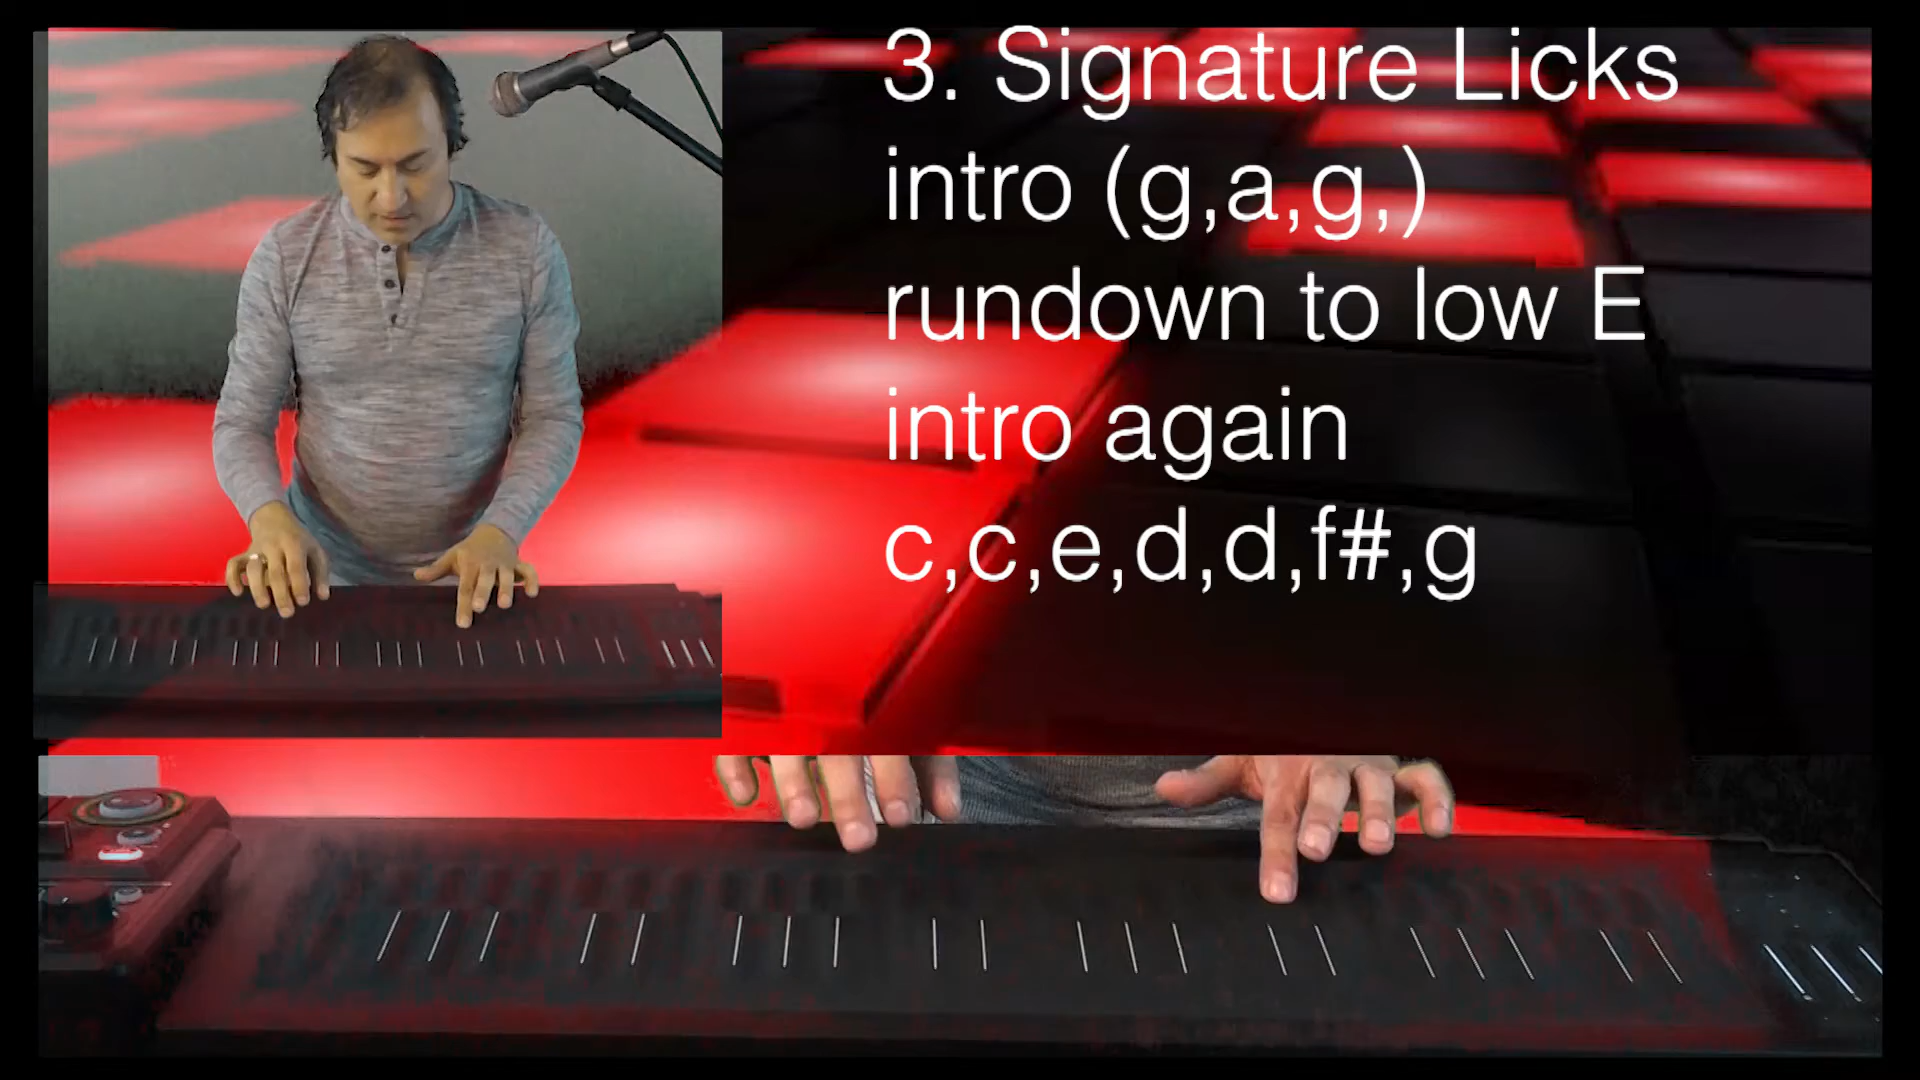 3. Signature Licks
intro (g,a,g,)
rundown to low E
intro again
c,c,e,d,d,f#,g